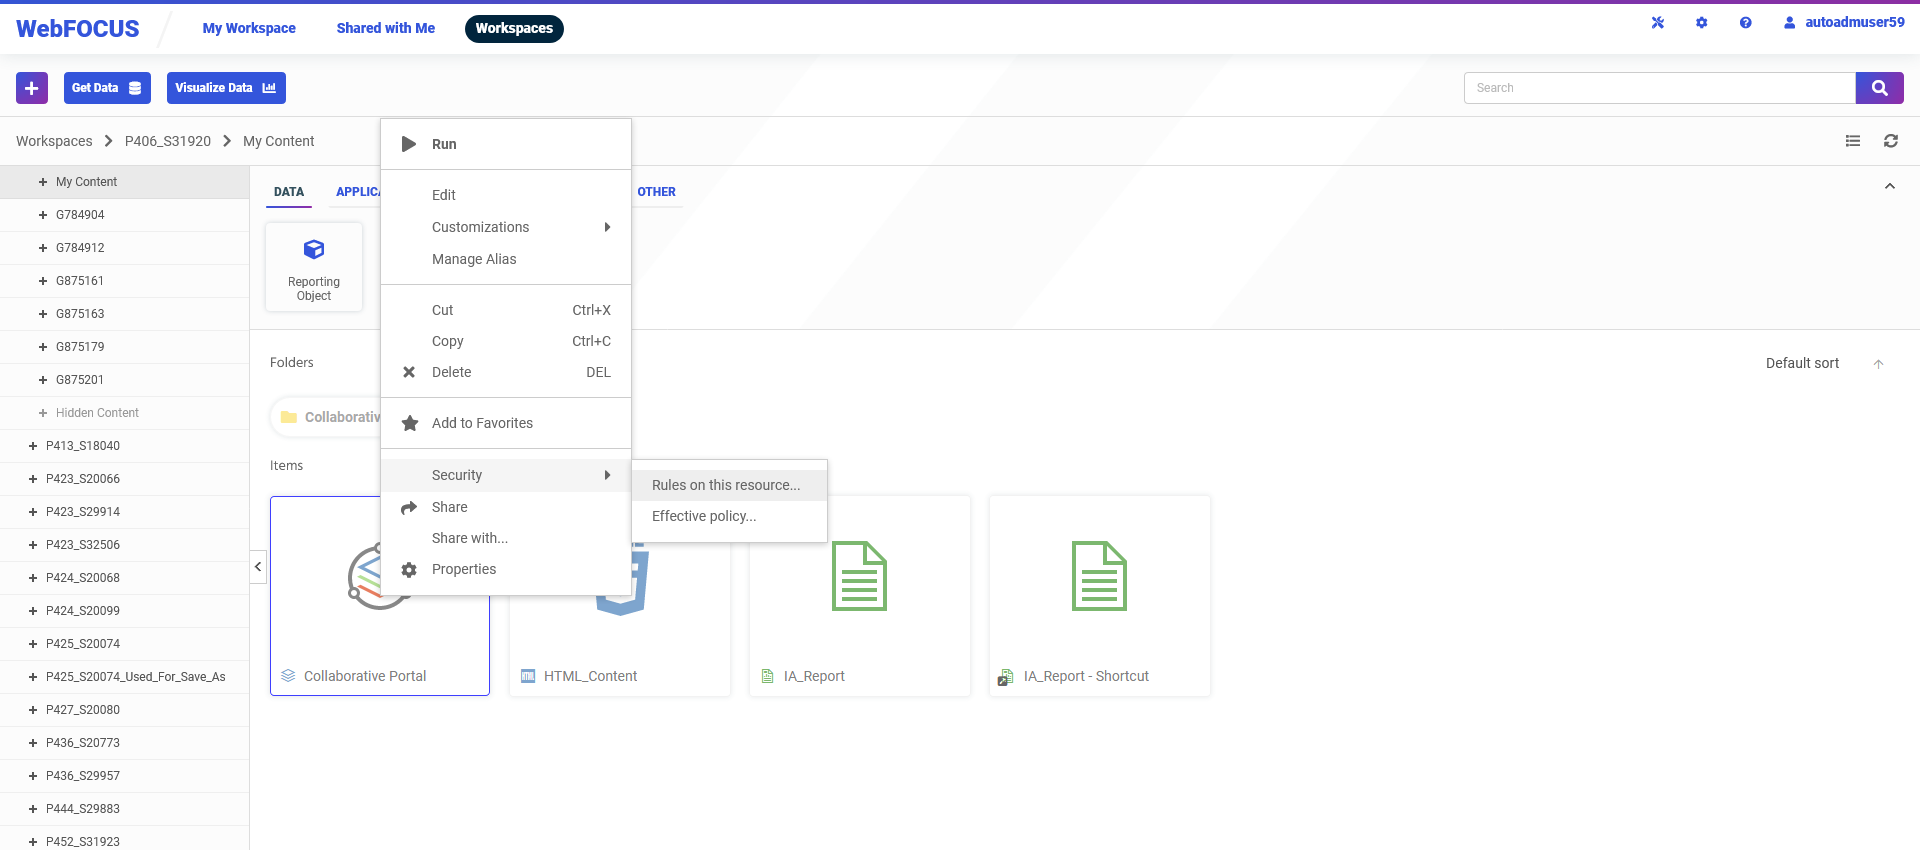 WebFOCUS
My Workspace
Shared with Me
Workspaces
autoadmuser59
Get Data
Visualize Data
Search
Workspaces
P406_S31920
My Content
My Content
G784904
G784912
G875161
G875163
G875179
G875201
Hidden Content
P413_S18040
P423_S20066
P423_S29914
P423_S32506
P424_S20068
P424_S20099
P425_S20074
P425_S20074_Used_For_Save_As
P427_S20080
P436_S20773
P436_S29957
P444_S29883
P452_S31923
DATA
APPLICA
OTHER
Reporting
Object
Run
Edit
Customizations
Manage Alias
Cut Ctrl+X
Copy Ctrl+C
Delete DEL
Add to Favorites
Security
Share
Share with...
Properties
Rules on this resource...
Effective policy...
Folders
Default sort
Collaborativ
Items
Collaborative Portal
HTML_Content
IA_Report
IA_Report - Shortcut